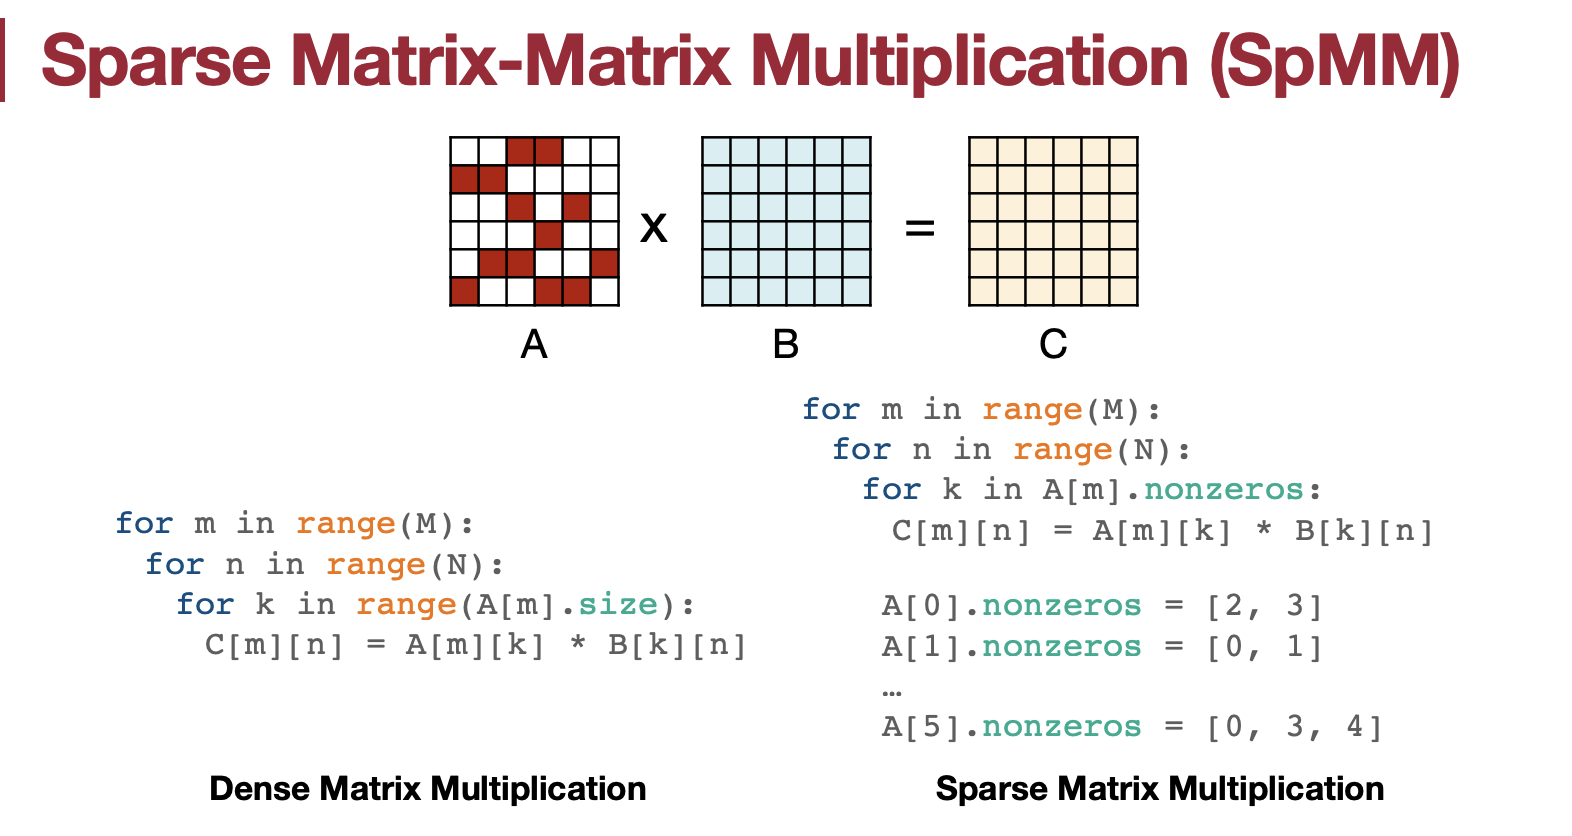 Sparse Matrix-Matrix Multiplication (SpMM)
x
=
A
B
C
for m in range(M):
for n in range(N):
for k in range(A[m].size):
C[m][n] = A[m][k] * B[k][n]
Dense Matrix Multiplication
for m in range(M):
for n in range(N):
for k in A[m].nonzeros:
C[m][n] = A[m][k] * B[k][n]
A[0].nonzeros = [2, 3]
A[1].nonzeros = [0, 1]
…
A[5].nonzeros = [0, 3, 4]
Sparse Matrix Multiplication